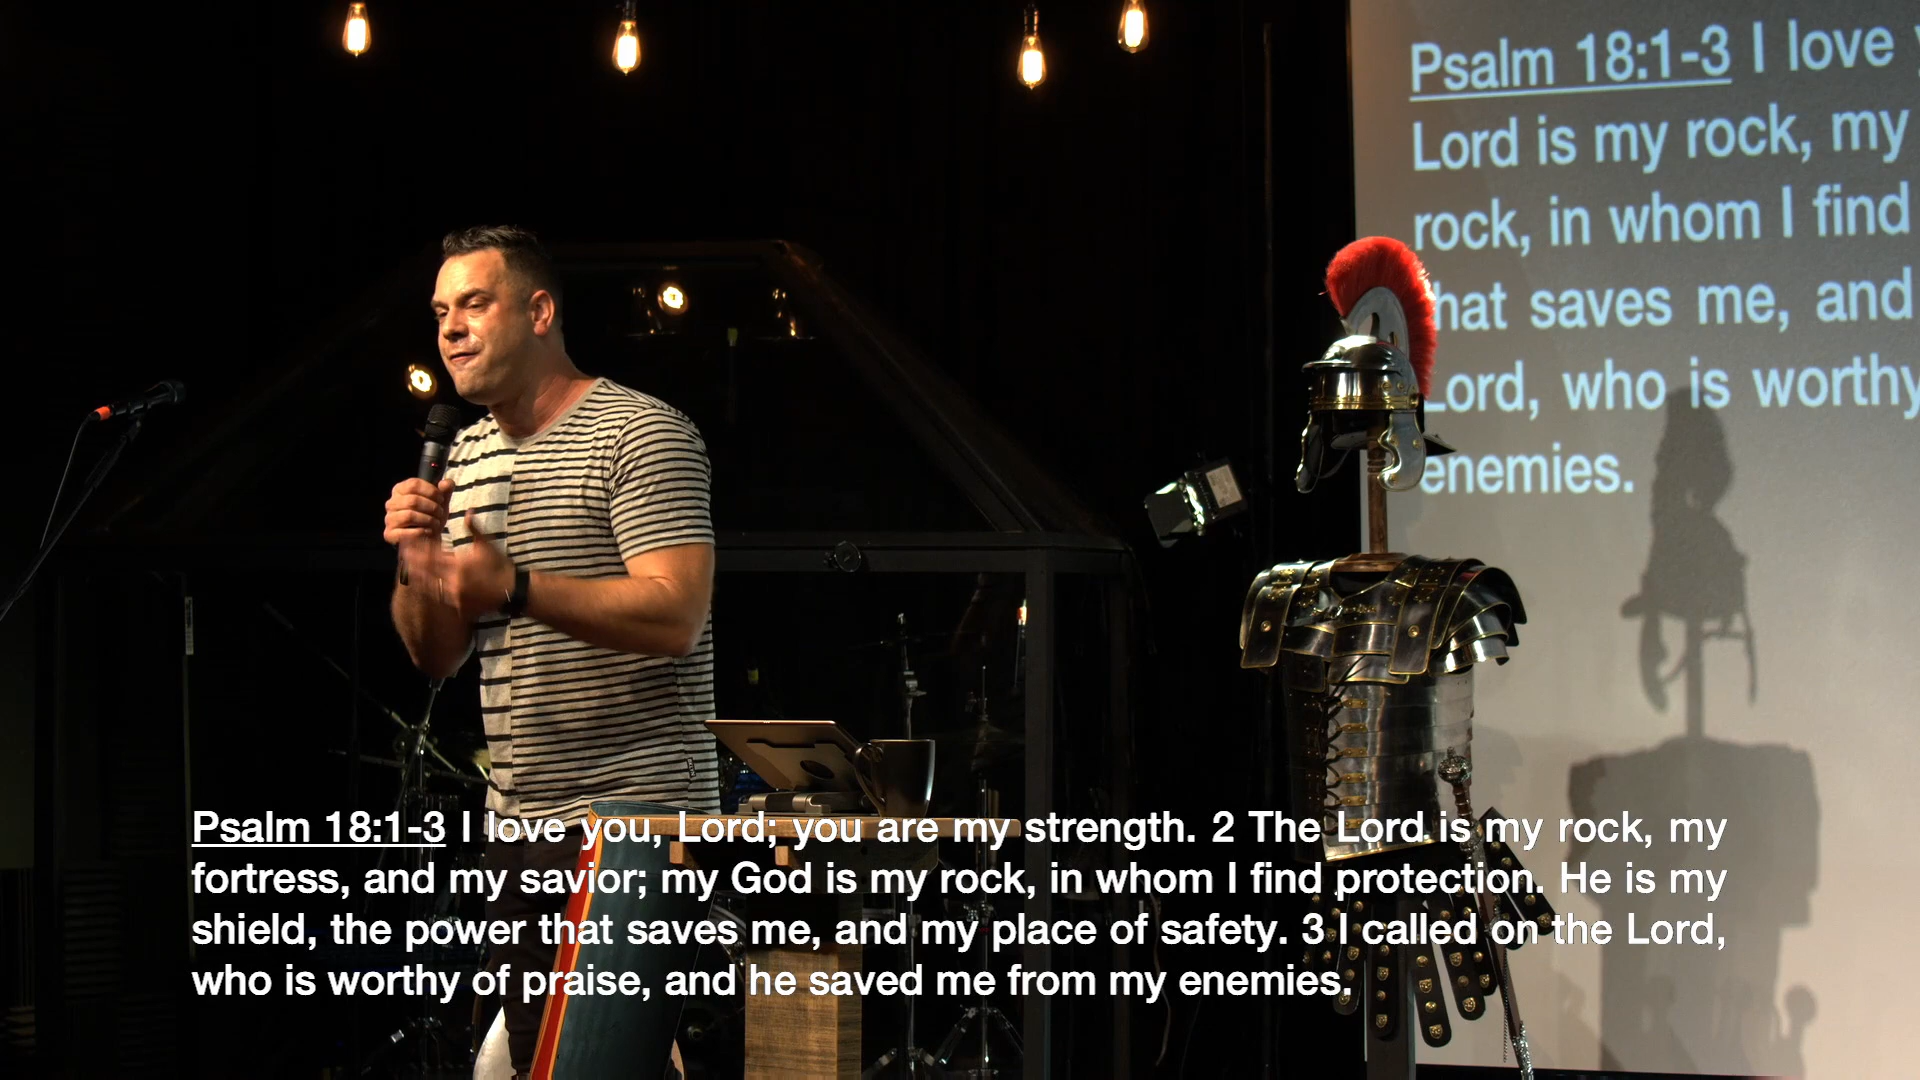 Psalm 18:1-3 I love
Lord is my rock, my
rock, in whom I find
that saves me, and
Lord, who is worthy
enemies.
Psalm 18:1-3 I love you, Lord; you are my strength. 2 The Lord is my rock, my
fortress, and my savior; my God is my rock, in whom I find protection. He is my
shield, the power that saves me, and my place of safety. 3 I called on the Lord,
who is worthy of praise, and he saved me from my enemies.